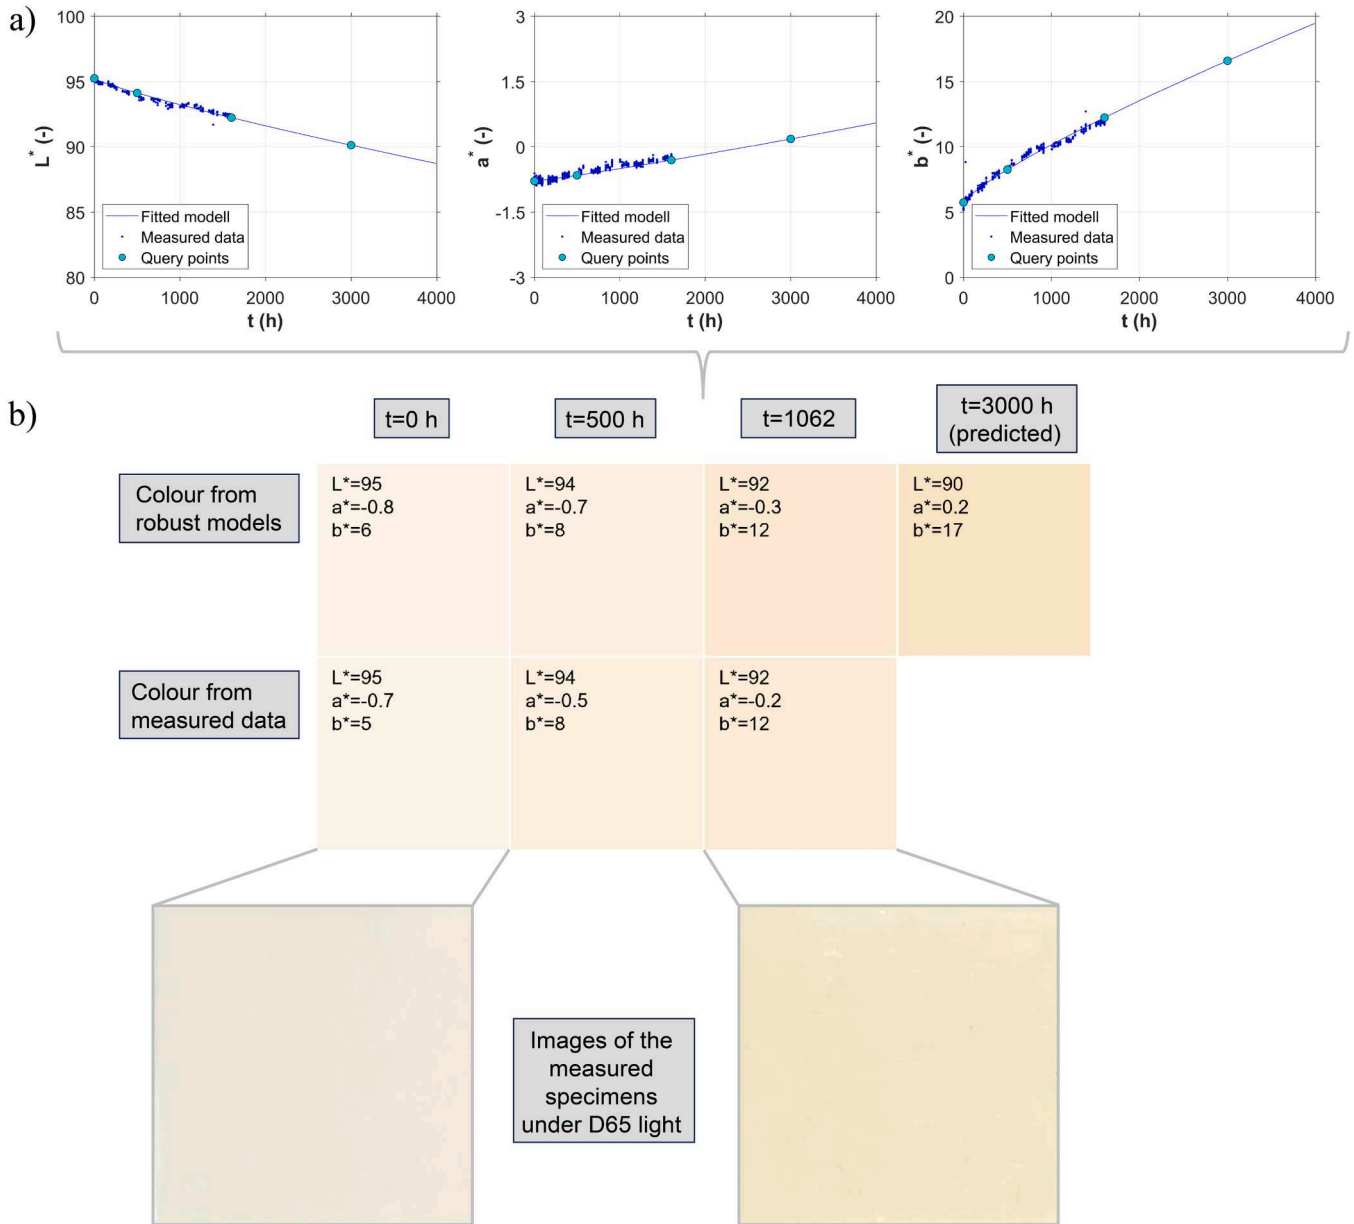 a)
100
95
90
85
80
L* (-)
Fitted modell
Measured data
Query points
0 1000 2000 3000 4000
t (h)
3
1.5
0
-1.5
-3
a* (-)
Fitted modell
Measured data
Query points
0 1000 2000 3000 4000
t (h)
20
15
10
5
0
b* (-)
Fitted modell
Measured data
Query points
0 1000 2000 3000 4000
t (h)
b)
t=0 h
t=500 h
t=1062
t=3000 h
(predicted)
Colour from
robust models
L*=95
a*=-0.8
b*=6
L*=94
a*=-0.7
b*=8
L*=92
a*=-0.3
b*=12
L*=90
a*=0.2
b*=17
Colour from
measured data
L*=95
a*=-0.7
b*=5
L*=94
a*=-0.5
b*=8
L*=92
a*=-0.2
b*=12
Images of the
measured
specimens
under D65 light